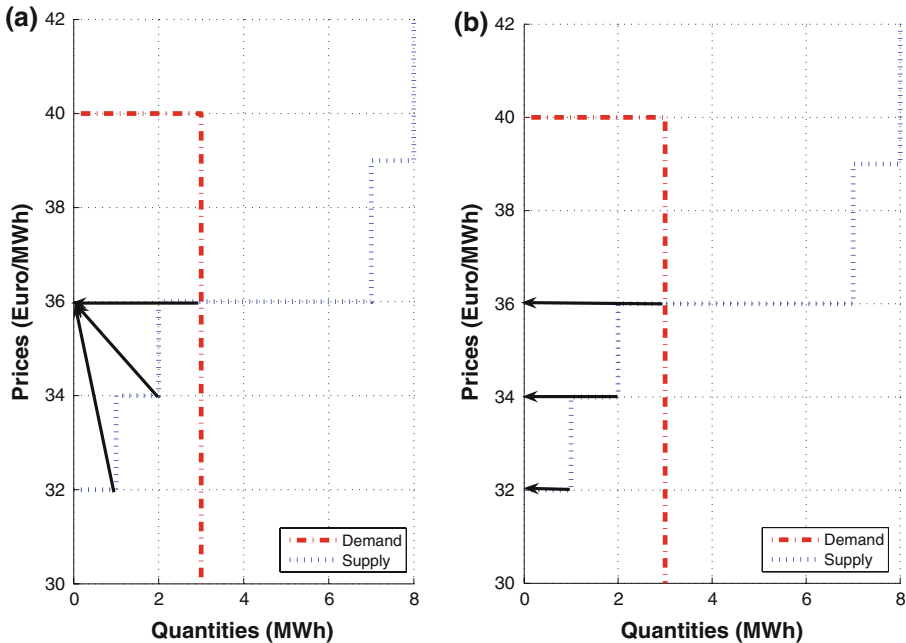 (a)
42
40
38
36
34
32
30
Prices (Euro/MWh)
0 2 4 6 8
Quantities (MWh)
Demand
Supply
(b)
42
40
38
36
34
32
30
Prices (Euro/MWh)
0 2 4 6 8
Quantities (MWh)
Demand
Supply